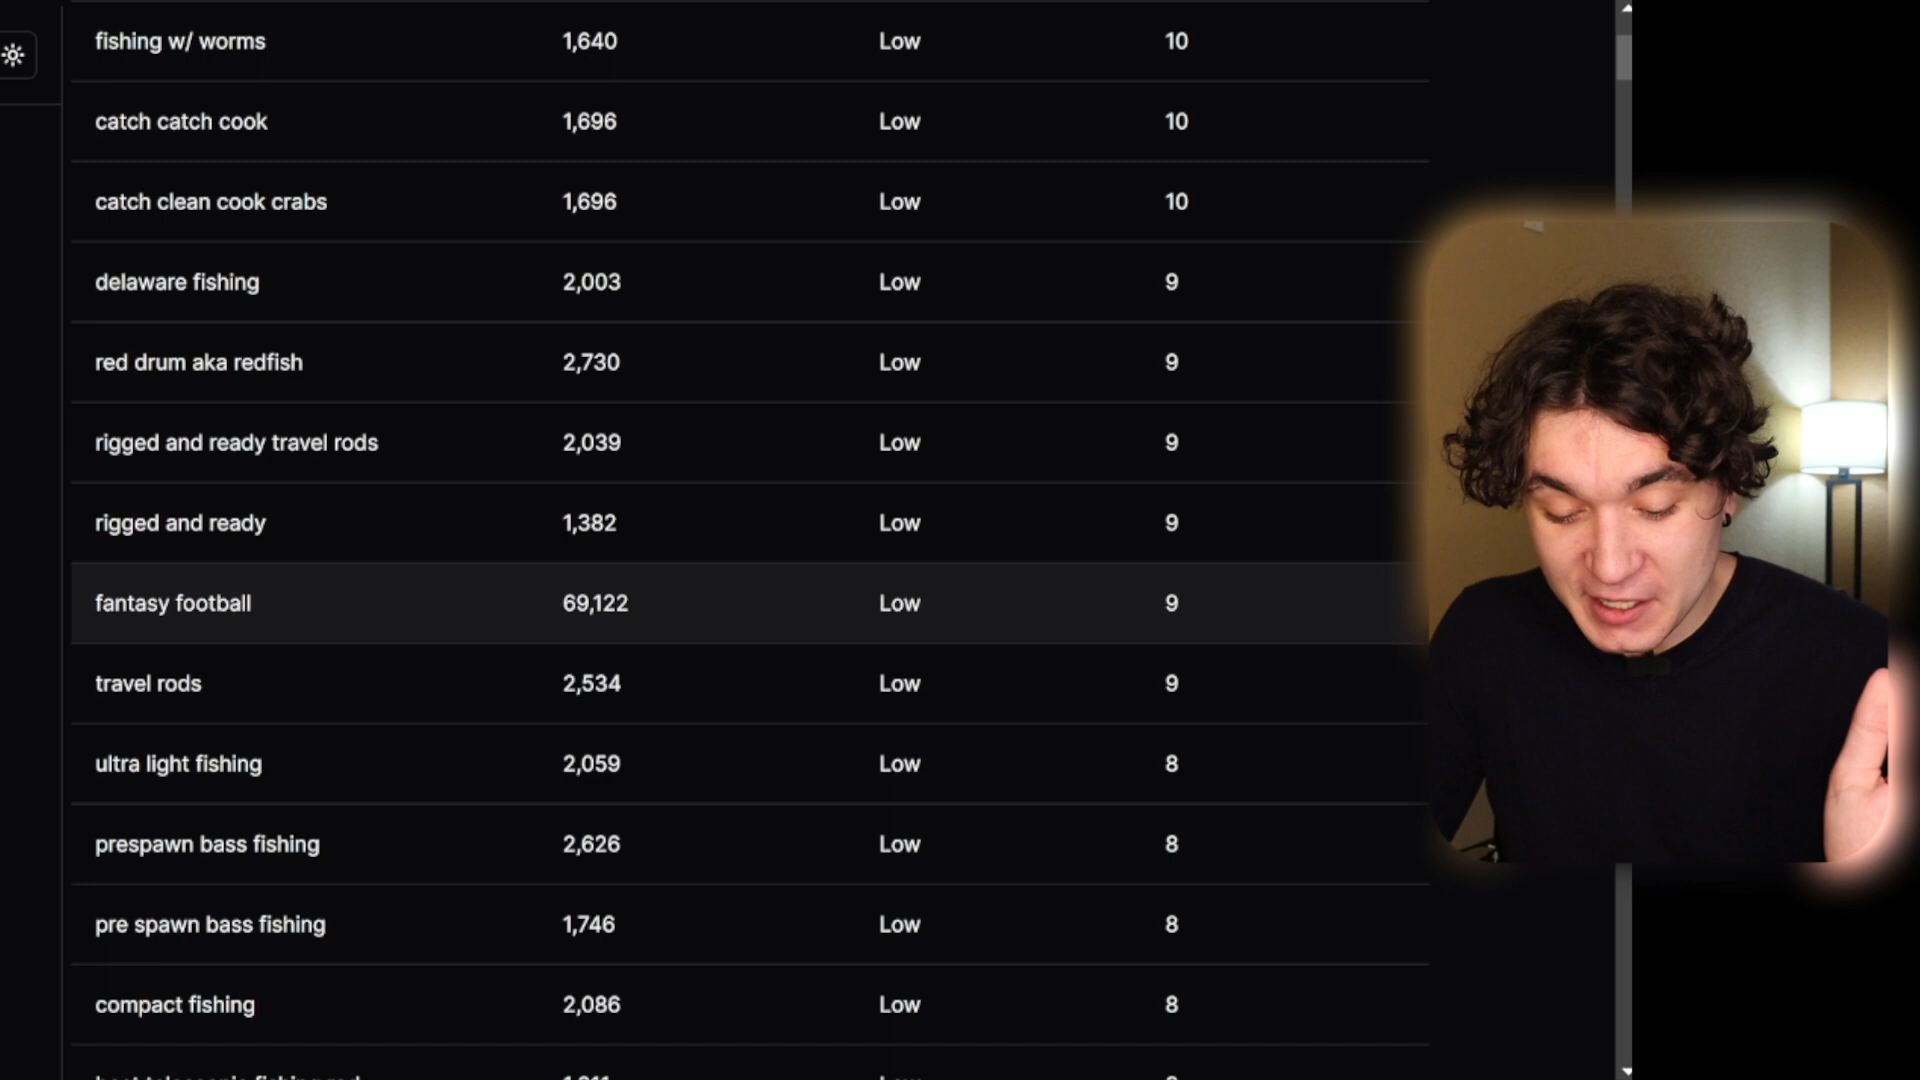 fishing w/ worms 1,640 Low 10
catch catch cook 1,696 Low 10
catch clean cook crabs 1,696 Low 10
delaware fishing 2,003 Low 9
red drum aka redfish 2,730 Low 9
rigged and ready travel rods 2,039 Low 9
rigged and ready 1,382 Low 9
fantasy football 69,122 Low 9
travel rods 2,534 Low 9
ultra light fishing 2,059 Low 8
prespawn bass fishing 2,626 Low 8
pre spawn bass fishing 1,746 Low 8
compact fishing 2,086 Low 8